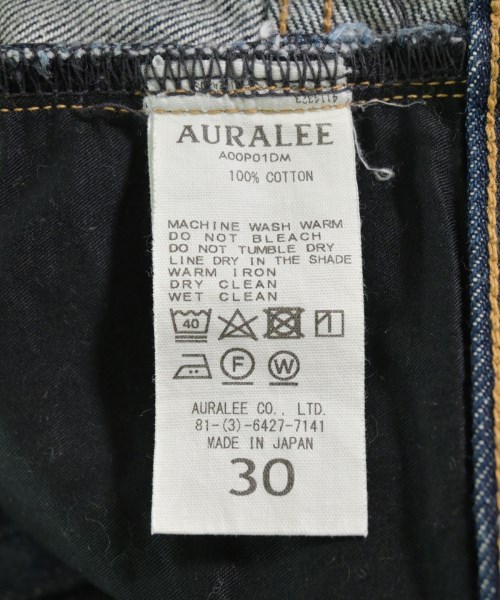 AURALEE
A00P01DM
100% COTTON
MACHINE WASH WARM
DO NOT BLEACH
DO NOT TUMBLE DRY
LINE DRY IN THE SHADE
WARM IRON
DRY CLEAN
WET CLEAN
40
F W
AURALEE CO., LTD.
81-(3)-6427-7141
MADE IN JAPAN
30